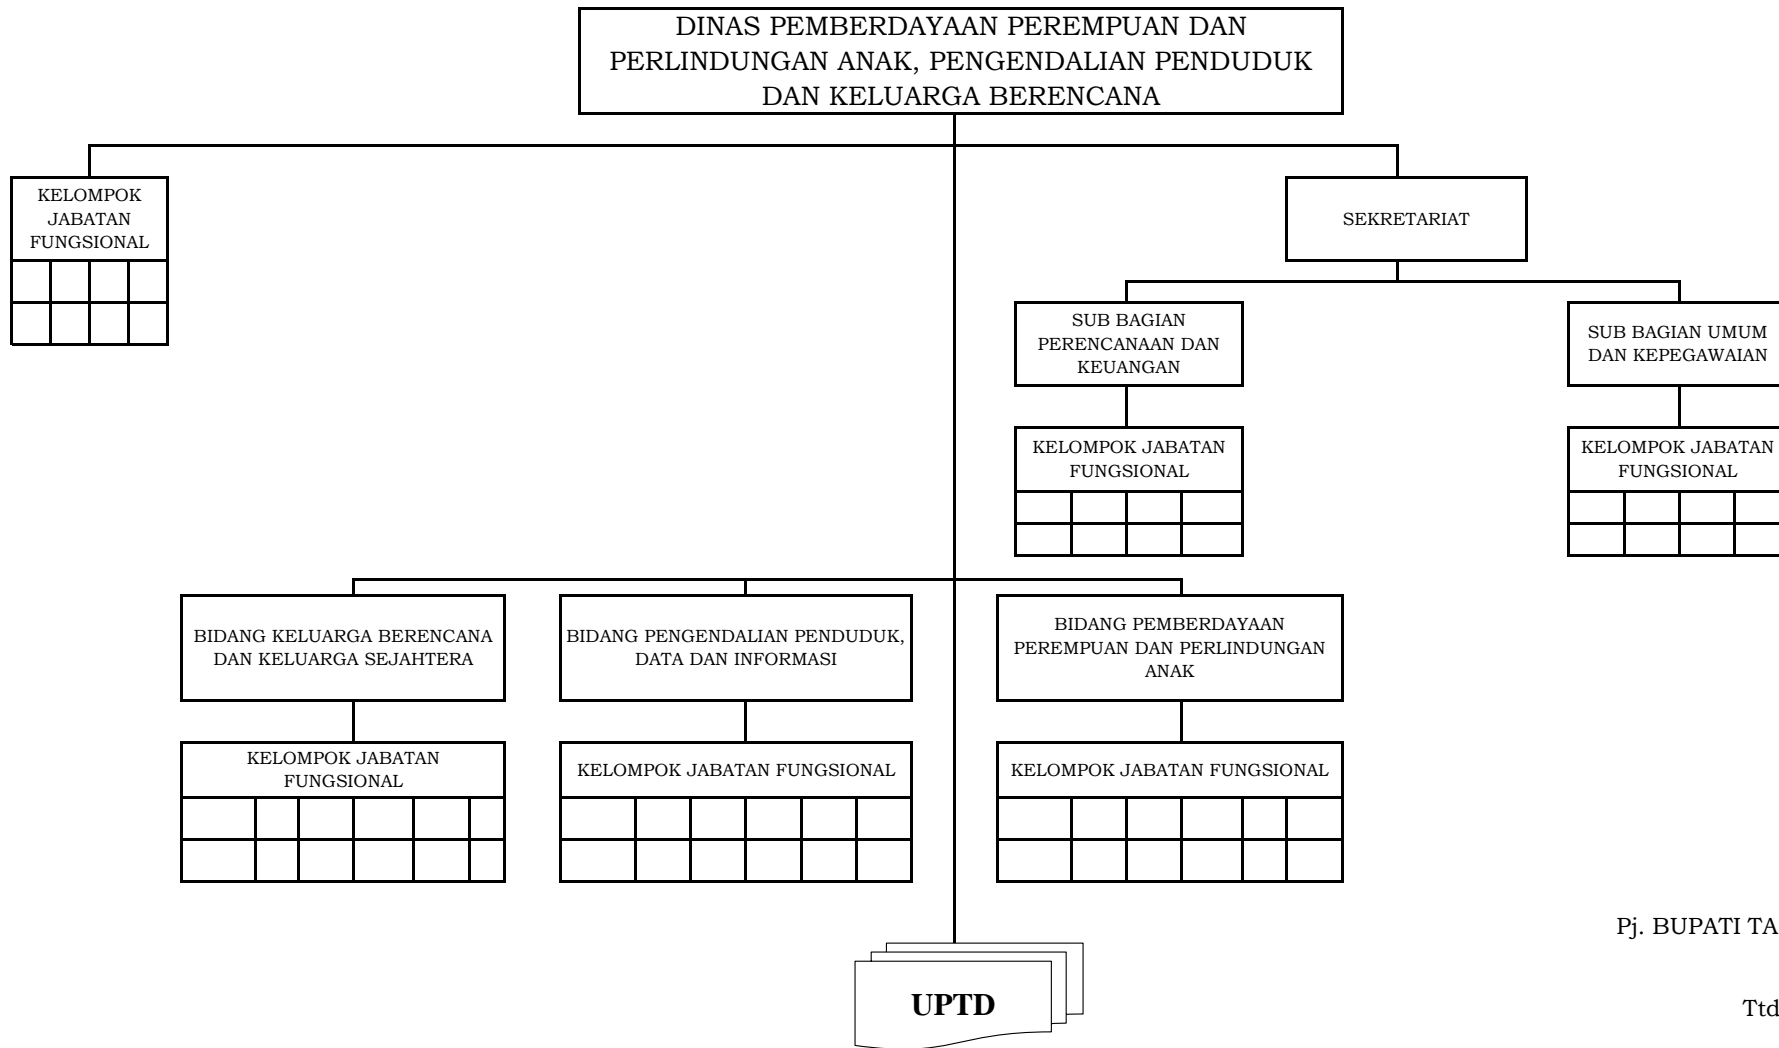 DINAS PEMBERDAYAAN PEREMPUAN DAN
PERLINDUNGAN ANAK, PENGENDALIAN PENDUDUK
DAN KELUARGA BERENCANA
KELOMPOK
JABATAN
FUNGSIONAL
SEKRETARIAT
SUB BAGIAN
PERENCANAAN DAN
KEUANGAN
SUB BAGIAN UMUM
DAN KEPEGAWAIAN
KELOMPOK JABATAN
FUNGSIONAL
KELOMPOK JABATAN
FUNGSIONAL
BIDANG KELUARGA BERENCANA
DAN KELUARGA SEJAHTERA
BIDANG PENGENDALIAN PENDUDUK,
DATA DAN INFORMASI
BIDANG PEMBERDAYAAN
PEREMPUAN DAN PERLINDUNGAN
ANAK
KELOMPOK JABATAN
FUNGSIONAL
KELOMPOK JABATAN FUNGSIONAL
KELOMPOK JABATAN FUNGSIONAL
Pj. BUPATI TA
UPTD
Ttd